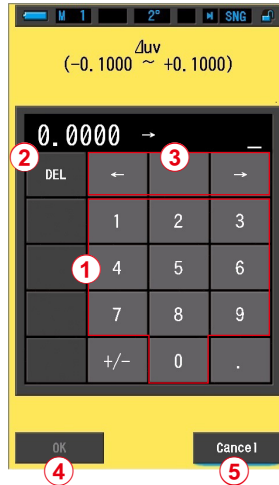 M 1 2° SNG
⊿uv
(-0.1000 ~ +0.1000)
0.0000 → _
2 3
DEL ← →
1 2 3
1 4 5 6
7 8 9
+/- 0 .
OK Cancel
4 5